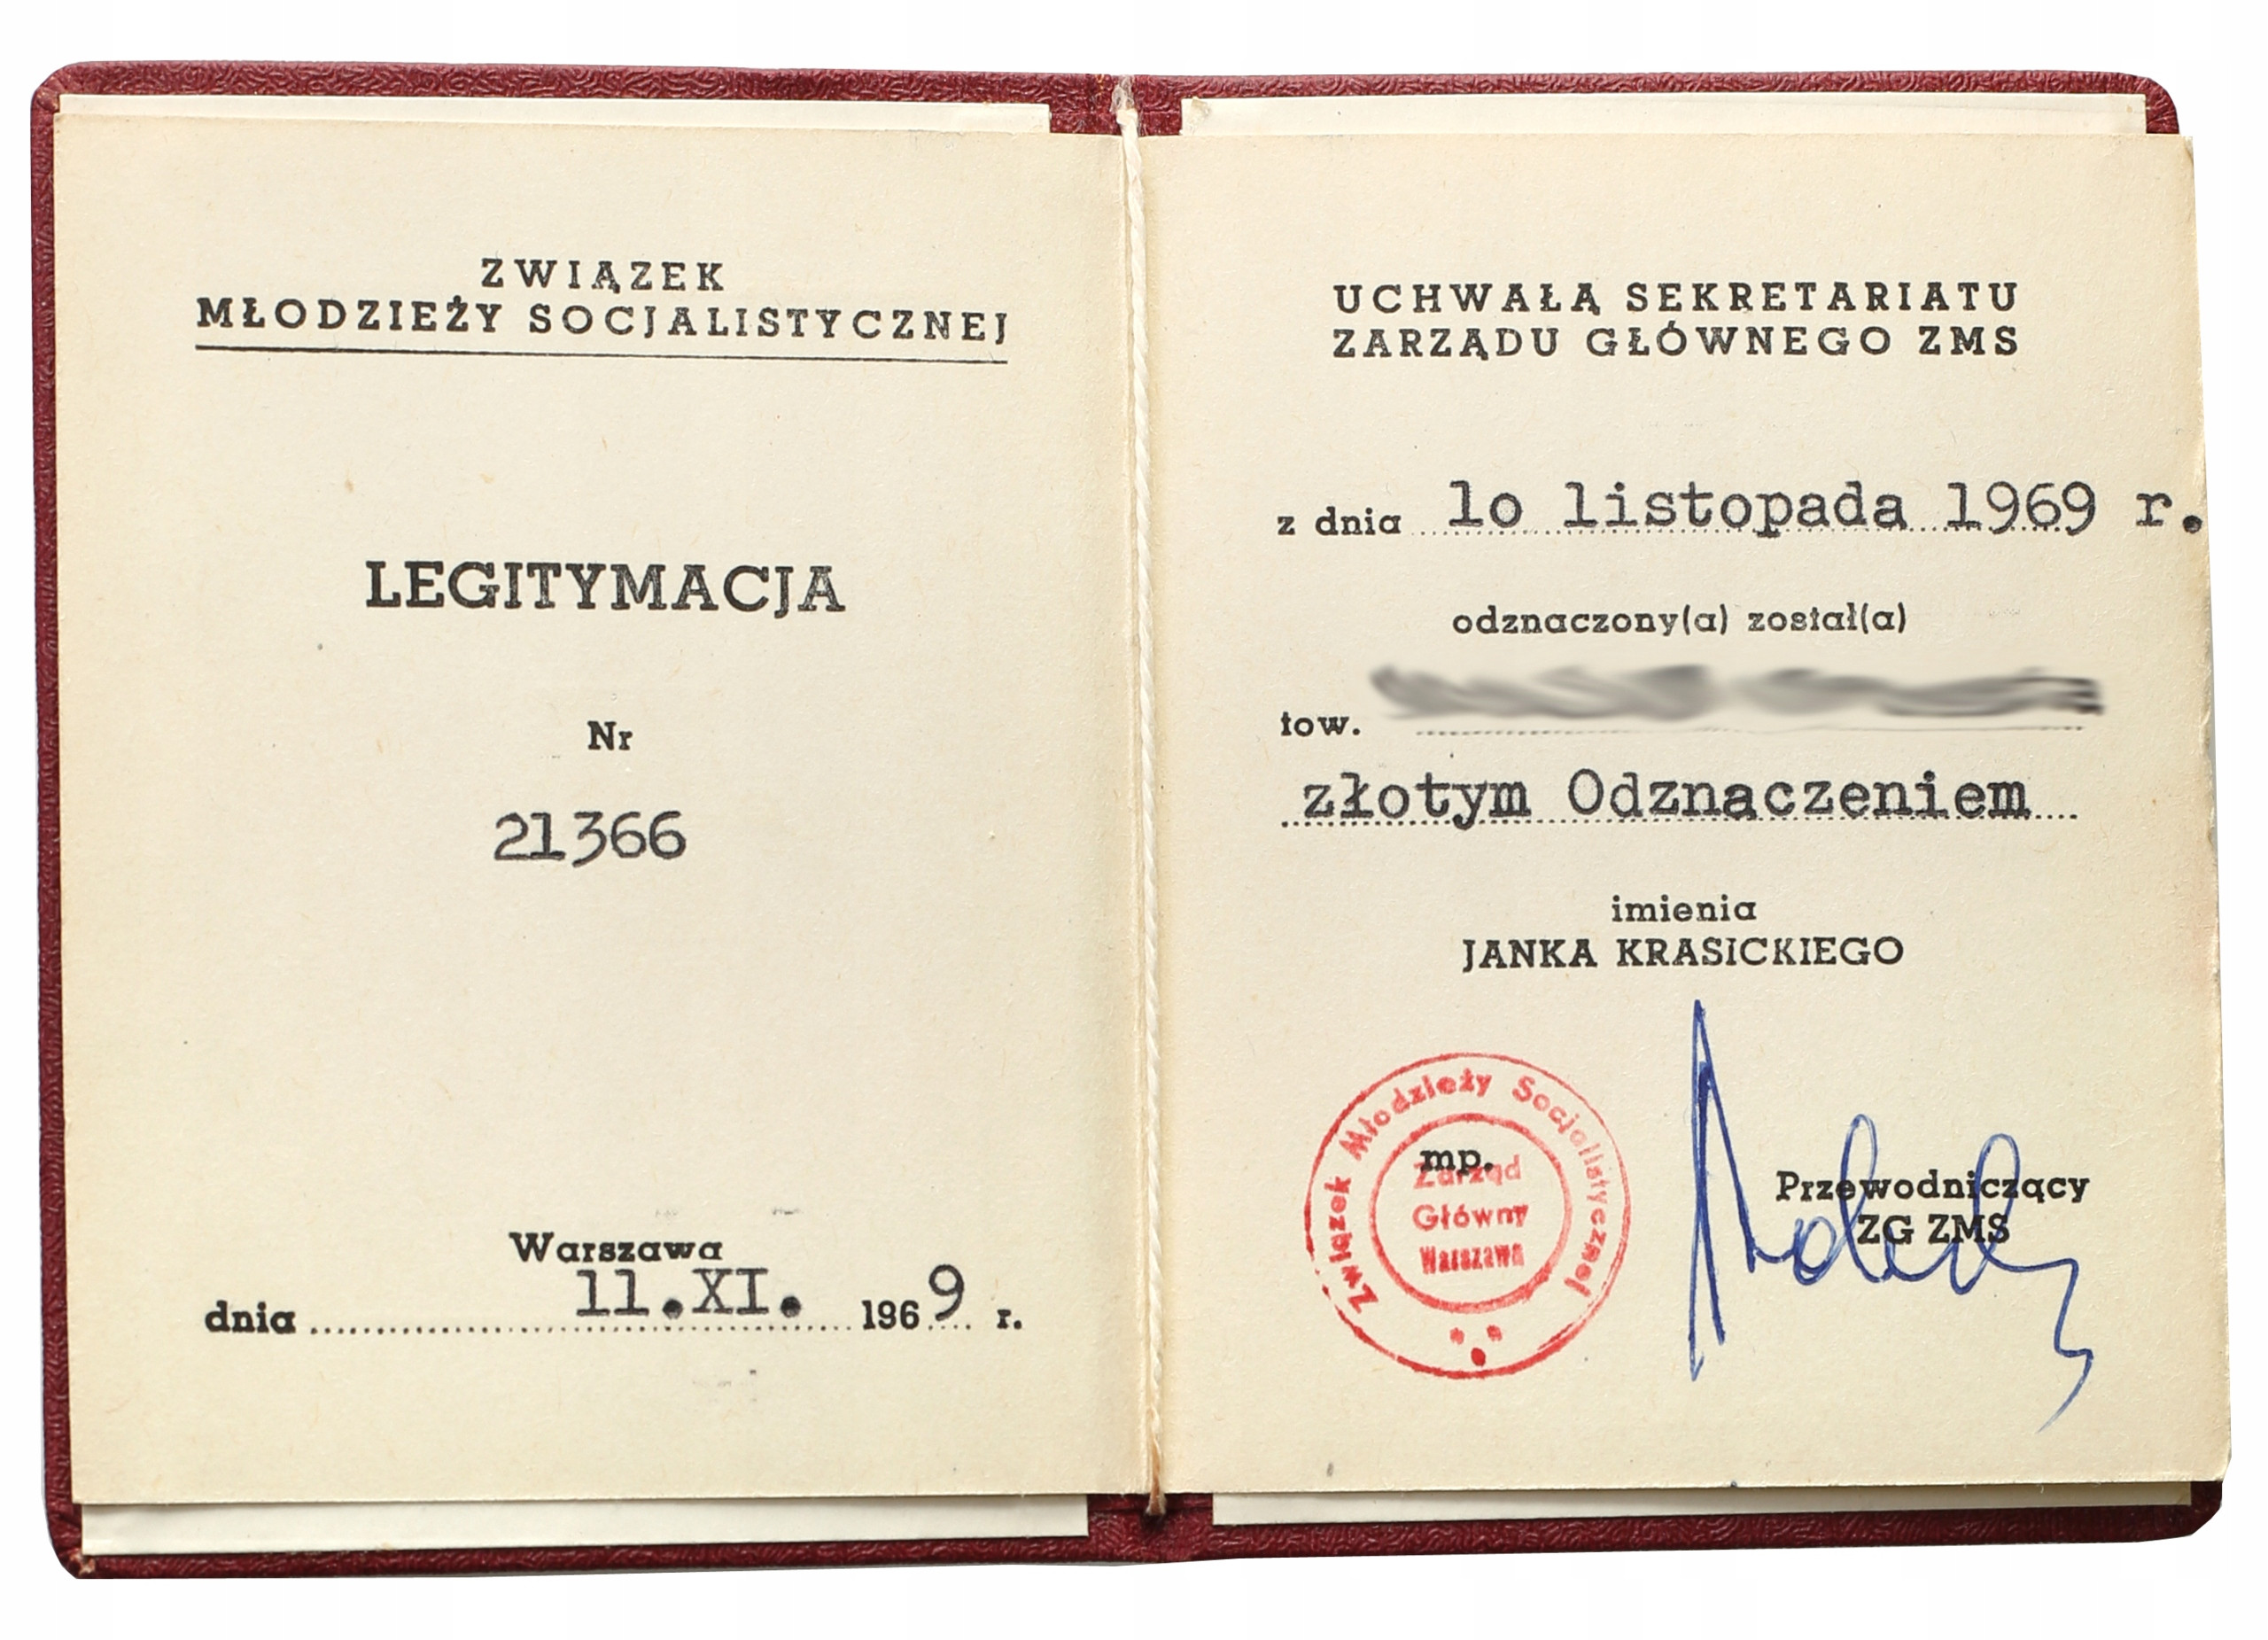 ZWIĄZEK
MŁODZIEŻY SOCJALISTYCZNEJ
LEGITYMACJA
Nr
21366
Warszawa
dnia 11.XI. 1969 r.
UCHWAŁĄ SEKRETARIATU
ZARZĄDU GŁÓWNEGO ZMS
z dnia 10 listopada 1969 r.
odznaczony(a) został(a)
tow.
złotym Odznaczeniem
imienia
JANKA KRASICKIEGO
Związek Młodzieży Socjalistycznej
mp.
Zarząd
Główny
Warszawa
Przewodniczący
ZG ZMS